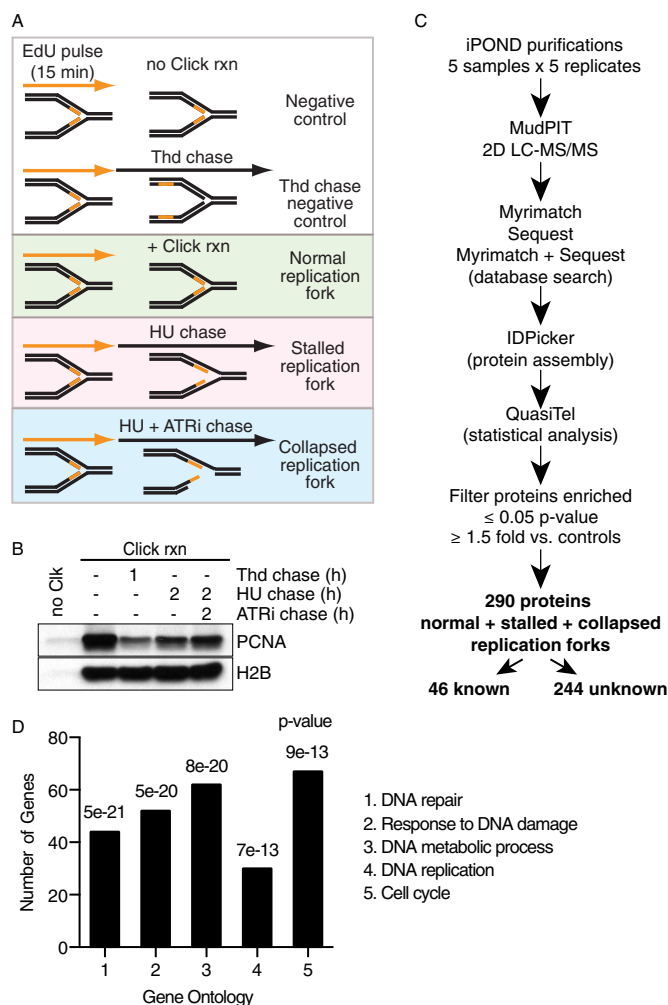 A
EdU pulse
(15 min)
no Click rxn
Negative
control
Thd chase
Thd chase
negative
control
+ Click rxn
Normal
replication
fork
HU chase
Stalled
replication
fork
HU + ATRi chase
Collapsed
replication
fork
B
no Clk
Click rxn
- 1 - - Thd chase (h)
- - 2 2 HU chase (h)
- - - 2 ATRi chase (h)
PCNA
H2B
C
iPOND purifications
5 samples x 5 replicates
MudPIT
2D LC-MS/MS
Myrimatch
Sequest
Myrimatch + Sequest
(database search)
IDPicker
(protein assembly)
QuasiTel
(statistical analysis)
Filter proteins enriched
≤ 0.05 p-value
≥ 1.5 fold vs. controls
290 proteins
normal + stalled + collapsed
replication forks
46 known 244 unknown
D
p-value
Number of Genes
80
60
40
20
0
5e-21
5e-20
8e-20
7e-13
9e-13
1 2 3 4 5
Gene Ontology
1. DNA repair
2. Response to DNA damage
3. DNA metabolic process
4. DNA replication
5. Cell cycle